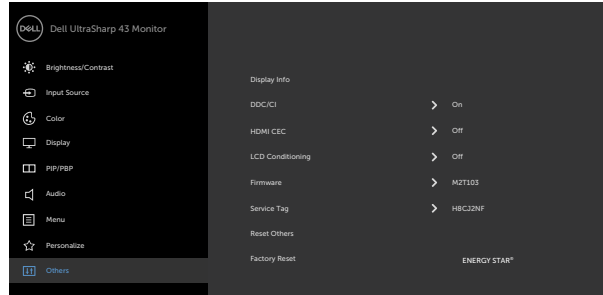 DELL Dell UltraSharp 43 Monitor
Brightness/Contrast
Input Source
Color
Display
PIP/PBP
Audio
Menu
Personalize
Others
Display Info
DDC/CI On
HDMI CEC Off
LCD Conditioning Off
Firmware M2T103
Service Tag H8CJ2NF
Reset Others
Factory Reset ENERGY STAR®